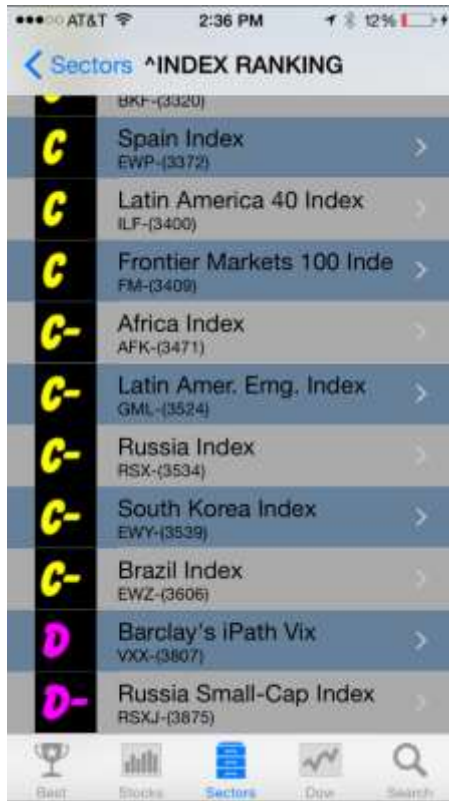 AT&T 2:36 PM 12%
Sectors ^INDEX RANKING
C BKF-(3320)
C Spain Index
EWP-(3372)
C Latin America 40 Index
ILF-(3400)
C Frontier Markets 100 Inde
FM-(3409)
C- Africa Index
AFK-(3471)
C- Latin Amer. Emg. Index
GML-(3524)
C- Russia Index
RSX-(3534)
C- South Korea Index
EWY-(3539)
C- Brazil Index
EWZ-(3606)
D Barclay's iPath Vix
VXX-(3807)
D- Russia Small-Cap Index
RSXJ-(3875)
Best Stocks Sectors Dow Search